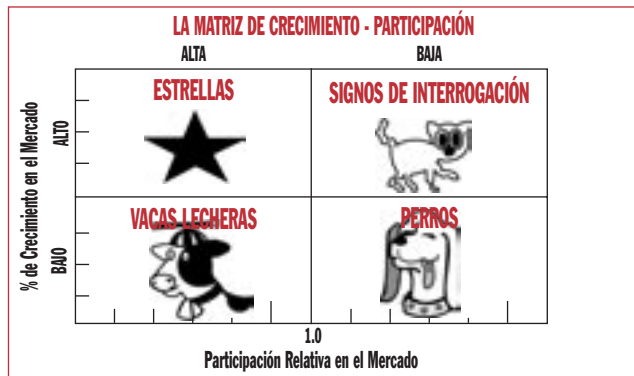 LA MATRIZ DE CRECIMIENTO - PARTICIPACIÓN
ALTA
BAJA
ESTRELLAS
SIGNOS DE INTERROGACIÓN
VACAS LECHERAS
PERROS
% de Crecimiento en el Mercado
ALTO
BAJO
1.0
Participación Relativa en el Mercado